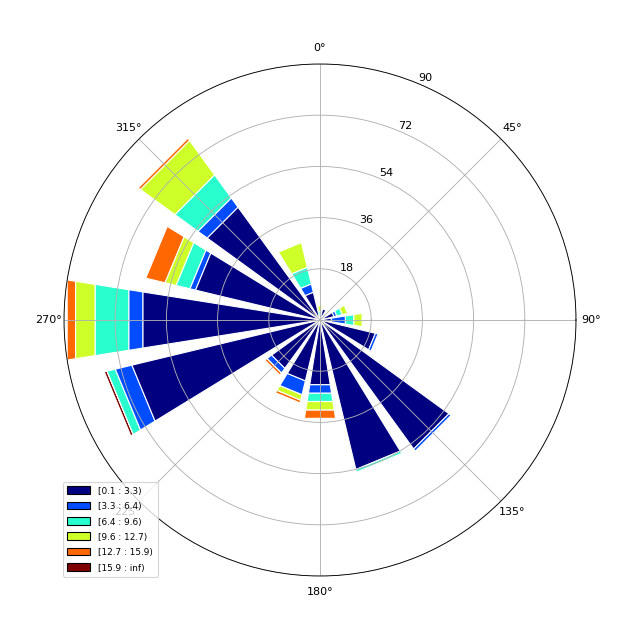 0°
90
315°
72
45°
54
36
18
270°
90°
[0.1 : 3.3)
[3.3 : 6.4)
[6.4 : 9.6)
225°
135°
[9.6 : 12.7)
[12.7 : 15.9)
[15.9 : inf)
180°